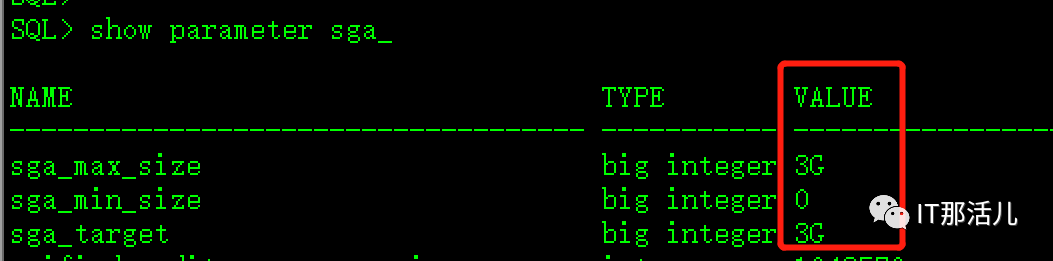 SQL>
SQL> show parameter sga_
NAME TYPE VALUE
------------------------------------ ----------- ------------------
sga_max_size big integer 3G
sga_min_size big integer 0
sga_target big integer 3G
IT那活儿